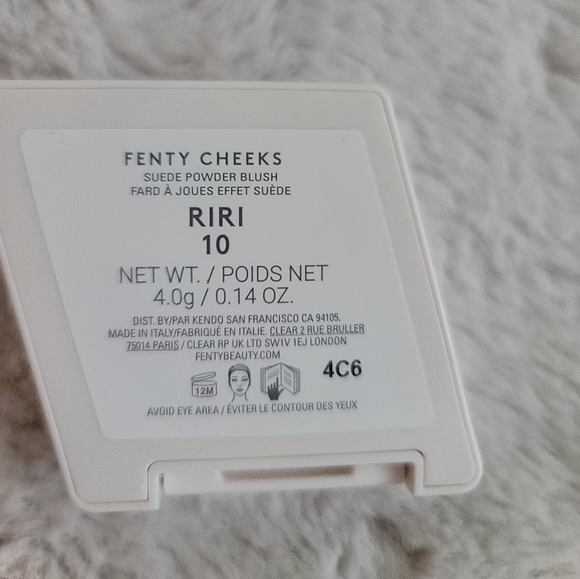 FENTY CHEEKS
SUEDE POWDER BLUSH
FARD À JOUES EFFET SUÈDE
RIRI
10
NET WT. / POIDS NET
4.0g / 0.14 OZ.
DIST. BY/PAR KENDO SAN FRANCISCO CA 94105.
MADE IN ITALY/FABRIQUÉ EN ITALIE. CLEAR 2 RUE BRULLER
75014 PARIS / CLEAR RP UK LTD SW1V 1EJ LONDON
FENTYBEAUTY.COM
12M
4C6
AVOID EYE AREA / ÉVITER LE CONTOUR DES YEUX